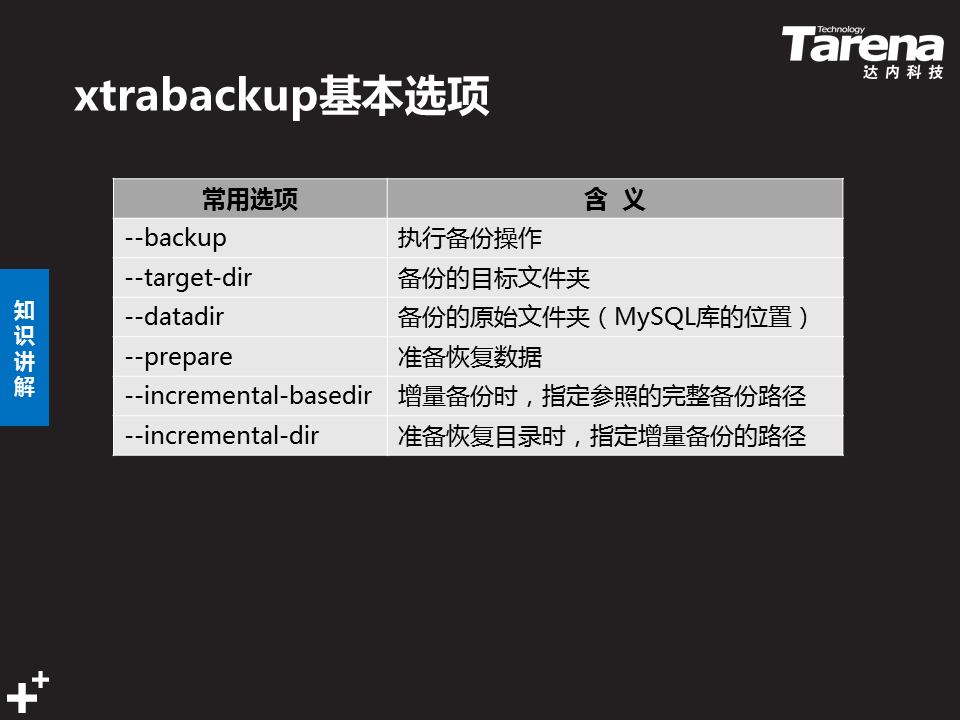 Technology
Tarena
达内科技
xtrabackup基本选项
常用选项 含 义
--backup 执行备份操作
--target-dir 备份的目标文件夹
--datadir 备份的原始文件夹（MySQL库的位置）
--prepare 准备恢复数据
--incremental-basedir 增量备份时，指定参照的完整备份路径
--incremental-dir 准备恢复目录时，指定增量备份的路径
知
识
讲
解